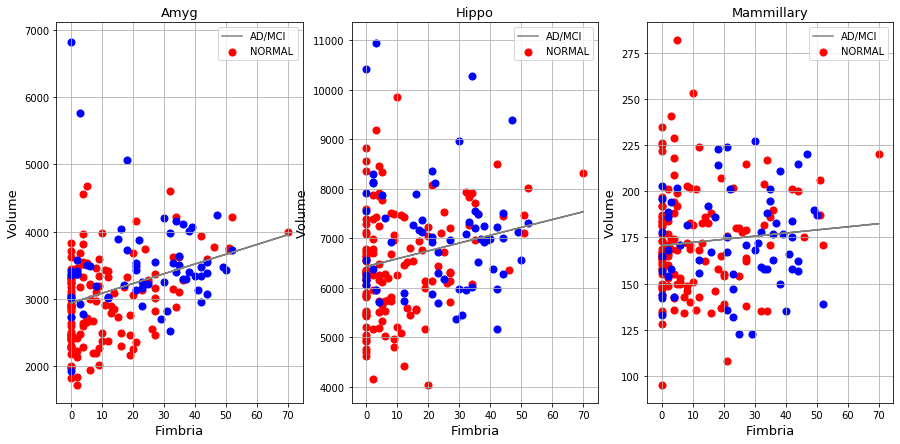 Amyg
Hippo
Mammillary
AD/MCI
NORMAL
AD/MCI
NORMAL
AD/MCI
NORMAL
7000
6000
5000
4000
3000
2000
Volume
0 10 20 30 40 50 60 70
Fimbria
11000
10000
9000
8000
7000
6000
5000
4000
Volume
0 10 20 30 40 50 60 70
Fimbria
275
250
225
200
175
150
125
100
Volume
0 10 20 30 40 50 60 70
Fimbria